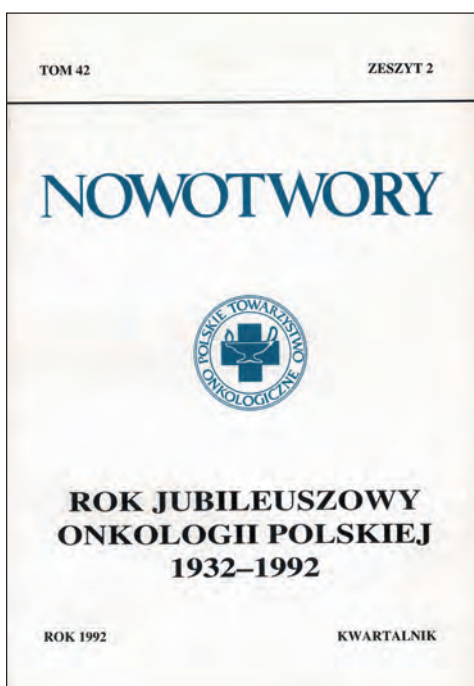 TOM 42
ZESZYT 2
NOWOTWORY
POLSKIE TOWARZYSTWO
ONKOLOGICZNE
ROK JUBILEUSZOWY
ONKOLOGII POLSKIEJ
1932–1992
ROK 1992
KWARTALNIK